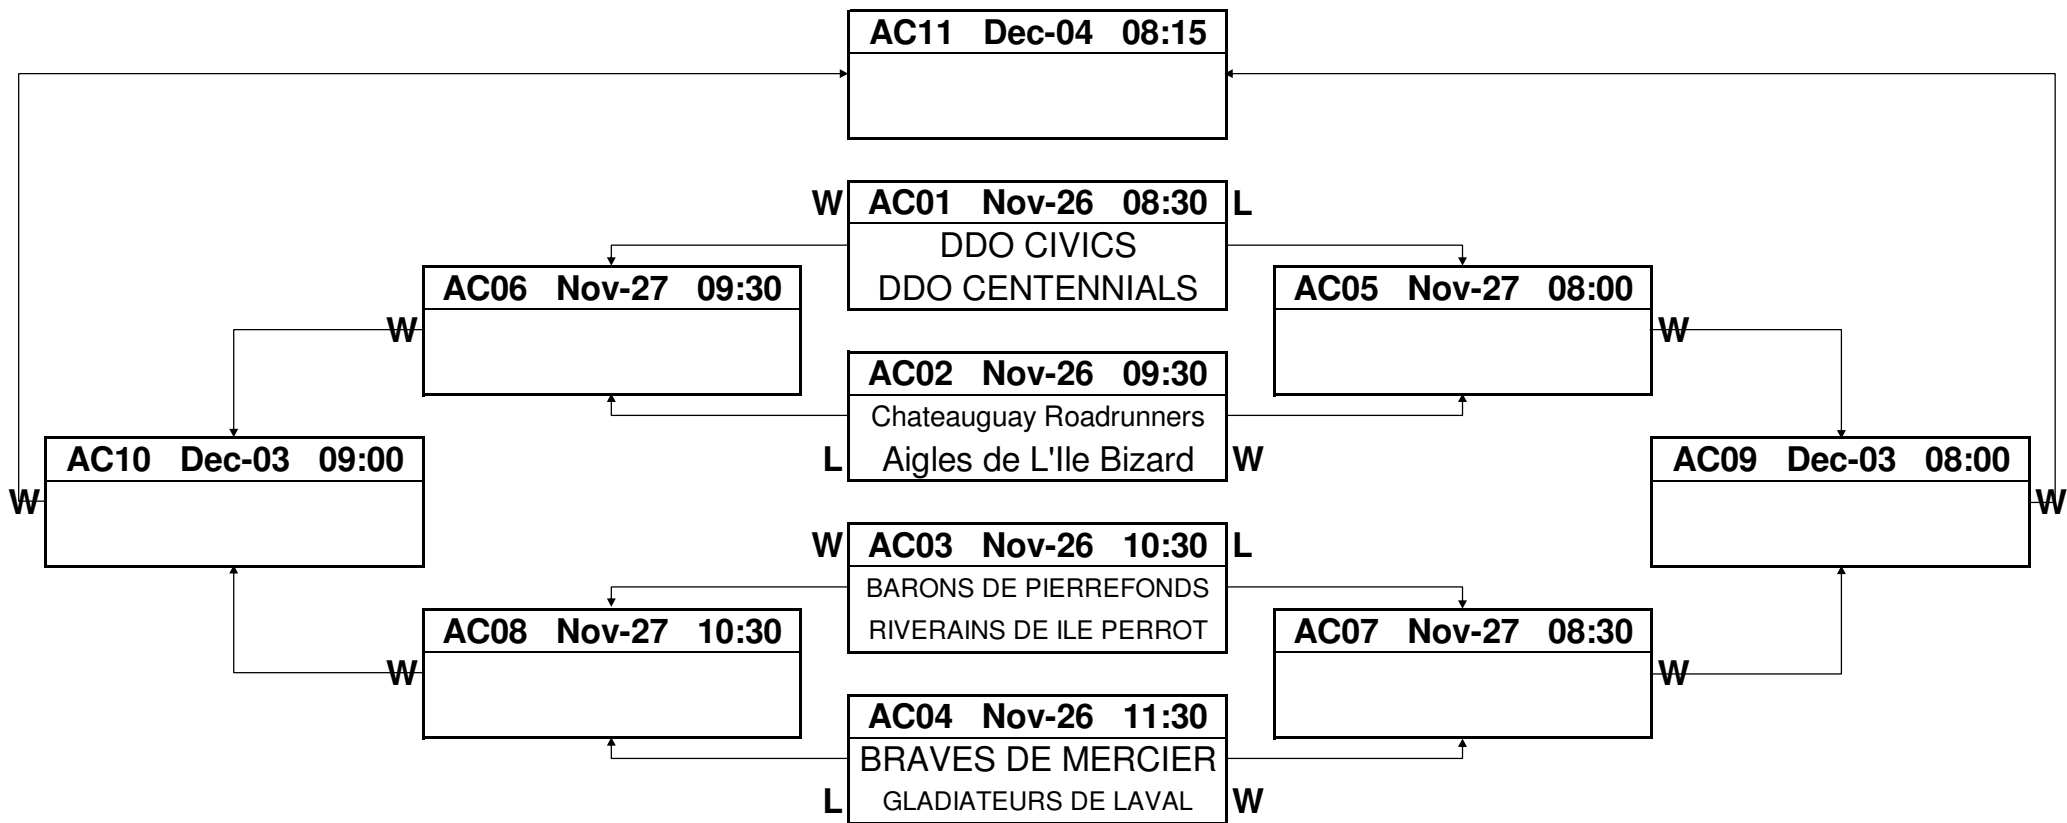 AC11 Dec-04 08:15
W AC01 Nov-26 08:30 L
DDO CIVICS
DDO CENTENNIALS
AC06 Nov-27 09:30
W
AC05 Nov-27 08:00
W
AC02 Nov-26 09:30
Chateauguay Roadrunners
L Aigles de L'Ile Bizard W
AC10 Dec-03 09:00
W
AC09 Dec-03 08:00
W
W AC03 Nov-26 10:30 L
BARONS DE PIERREFONDS
RIVERAINS DE ILE PERROT
AC08 Nov-27 10:30
W
AC07 Nov-27 08:30
W
AC04 Nov-26 11:30
BRAVES DE MERCIER
L GLADIATEURS DE LAVAL W